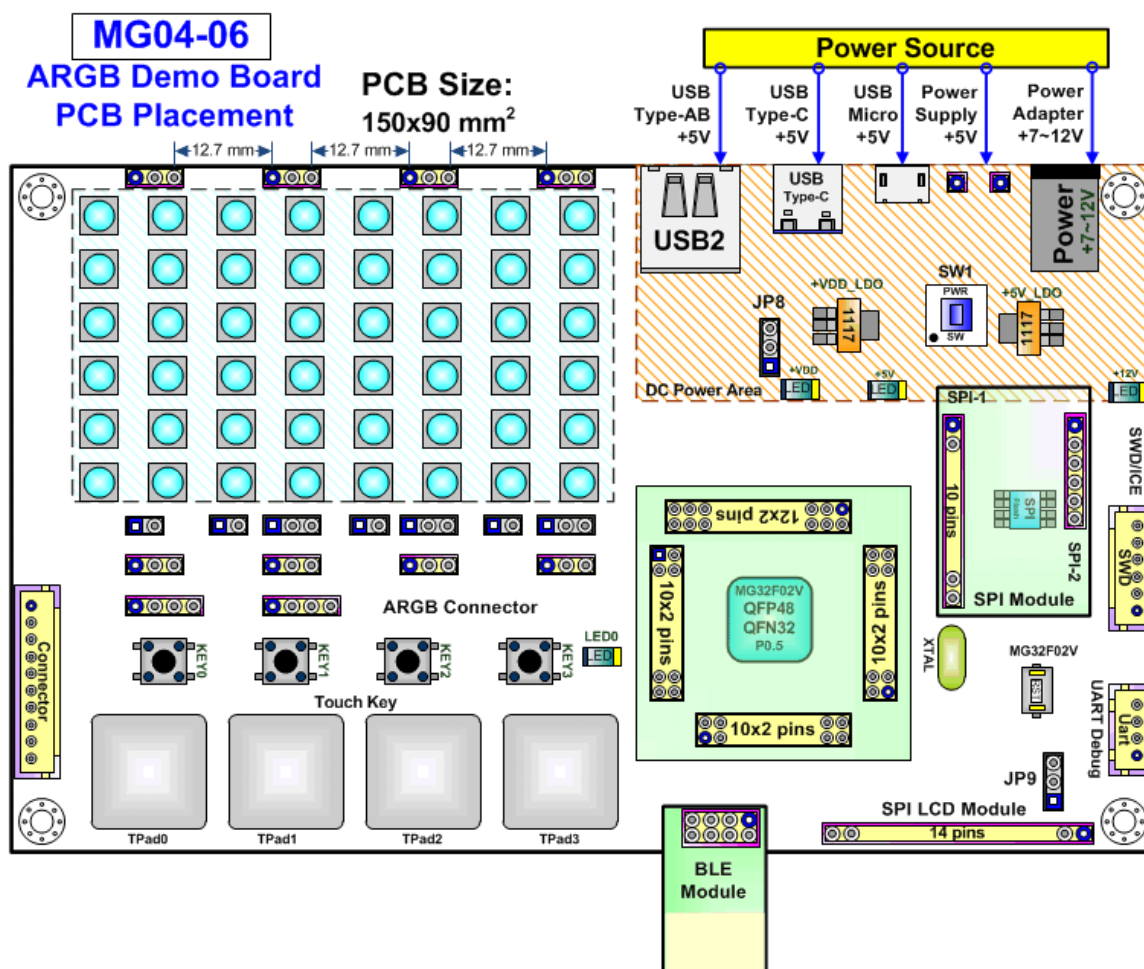 MG04-06
ARGB Demo Board
PCB Placement
PCB Size:
150x90 mm²
Power Source
USB
Type-AB
+5V
USB
Type-C
+5V
USB
Micro
+5V
Power
Supply
+5V
Power
Adapter
+7~12V
12.7 mm
12.7 mm
12.7 mm
USB2
USB
Type-C
Power
+7~12V
SW1
PWR
SW
+VDD_LDO
1117
+5V_LDO
1117
JP8
+VDD
LED
+5V
LED
+12V
LED
DC Power Area
SPI-1
10 pins
SPI
Flash
SPI-2
SPI Module
SWD/ICE
SWD
12x2 pins
10x2 pins
MG32F02V
QFP48
QFN32
P0.5
10x2 pins
10x2 pins
ARGB Connector
Connector
KEY0
KEY1
KEY2
KEY3
LED0
LED
Touch Key
TPad0
TPad1
TPad2
TPad3
XTAL
MG32F02V
RST
UART Debug
Uart
JP9
SPI LCD Module
14 pins
BLE
Module